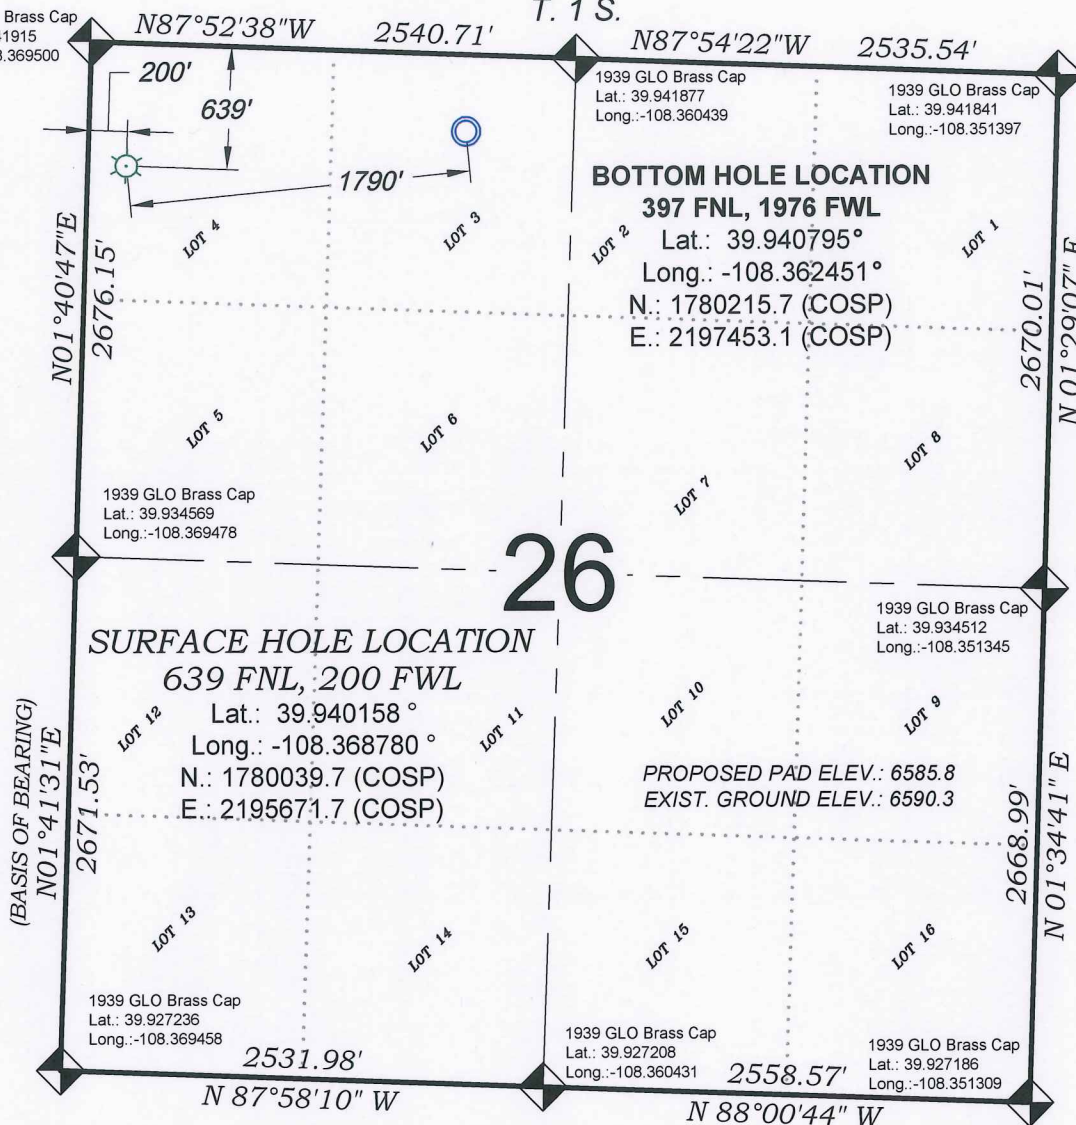 T. 1 S.
Brass Cap
41915
.369500
N87°52'38"W 2540.71'
N87°54'22"W 2535.54'
200'
639'
1790'
1939 GLO Brass Cap
Lat.: 39.941877
Long.:-108.360439
1939 GLO Brass Cap
Lat.: 39.941841
Long.:-108.351397
BOTTOM HOLE LOCATION
397 FNL, 1976 FWL
Lat.: 39.940795°
Long.: -108.362451°
N.: 1780215.7 (COSP)
E.: 2197453.1 (COSP)
LOT 4
LOT 3
LOT 2
LOT 1
N01°40'47"E
2676.15'
2670.01'
N 01°29'07" E
LOT 5
LOT 6
LOT 7
LOT 8
1939 GLO Brass Cap
Lat.: 39.934569
Long.:-108.369478
26
1939 GLO Brass Cap
Lat.: 39.934512
Long.:-108.351345
SURFACE HOLE LOCATION
639 FNL, 200 FWL
Lat.: 39.940158 °
Long.: -108.368780 °
N.: 1780039.7 (COSP)
E.: 2195671.7 (COSP)
LOT 12
LOT 11
LOT 10
LOT 9
PROPOSED PAD ELEV.: 6585.8
EXIST. GROUND ELEV.: 6590.3
(BASIS OF BEARING)
N01°41'31"E
2671.53'
2668.99'
N 01°34'41" E
LOT 13
LOT 14
LOT 15
LOT 16
1939 GLO Brass Cap
Lat.: 39.927236
Long.:-108.369458
1939 GLO Brass Cap
Lat.: 39.927208
Long.:-108.360431
1939 GLO Brass Cap
Lat.: 39.927186
Long.:-108.351309
2531.98'
N 87°58'10" W
2558.57'
N 88°00'44" W